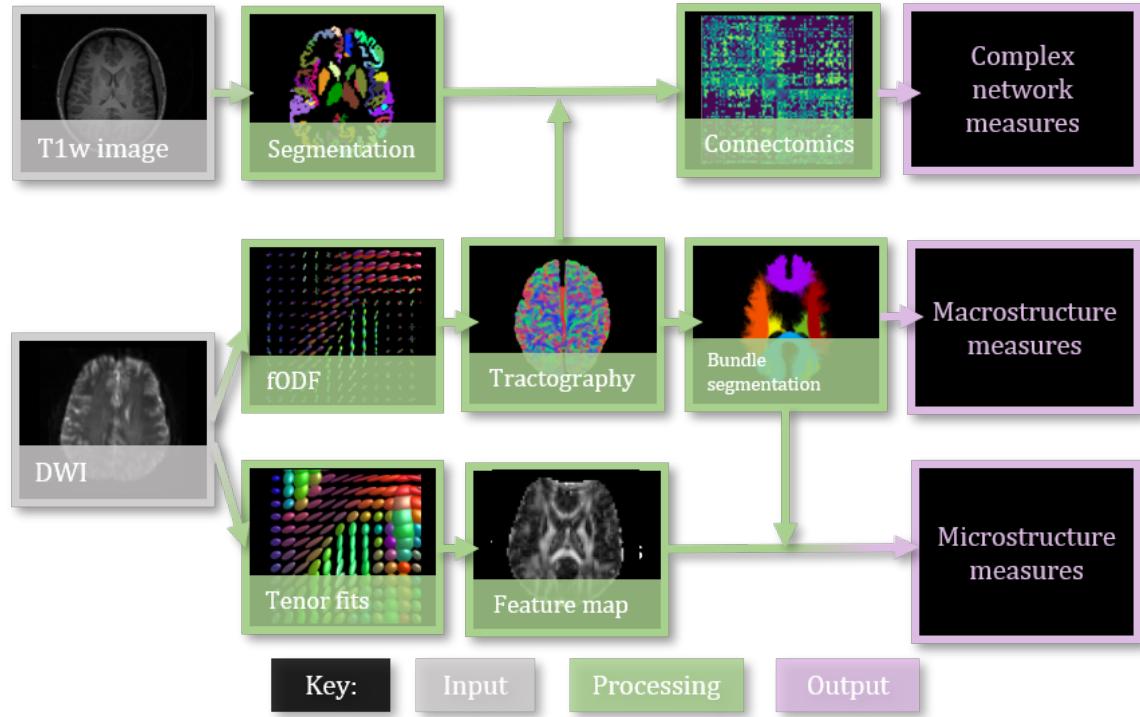 T1w image
Segmentation
Connectomics
Complex
network
measures
fODF
Tractography
Bundle
segmentation
Macrostructure
measures
DWI
Tenor fits
Feature map
Microstructure
measures
Key:
Input
Processing
Output